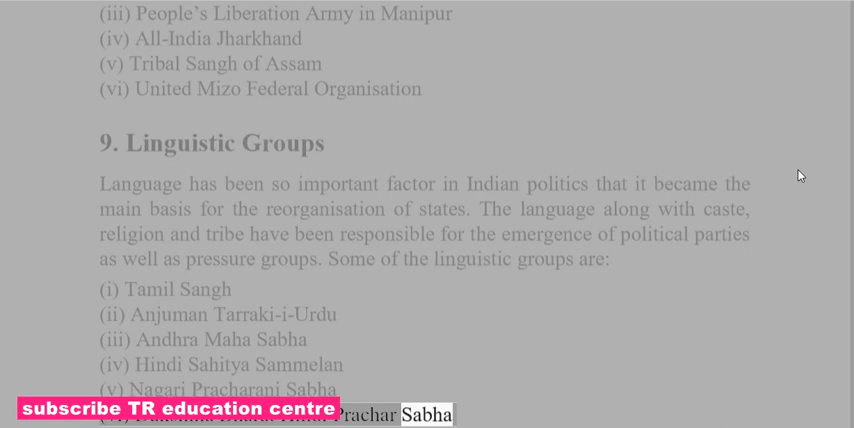 (iii) People’s Liberation Army in Manipur
(iv) All-India Jharkhand
(v) Tribal Sangh of Assam
(vi) United Mizo Federal Organisation
9. Linguistic Groups
Language has been so important factor in Indian politics that it became the
main basis for the reorganisation of states. The language along with caste,
religion and tribe have been responsible for the emergence of political parties
as well as pressure groups. Some of the linguistic groups are:
(i) Tamil Sangh
(ii) Anjuman Tarraki-i-Urdu
(iii) Andhra Maha Sabha
(iv) Hindi Sahitya Sammelan
(v) Nagari Pracharani Sabha
subscribe TR education centre
Prachar Sabha